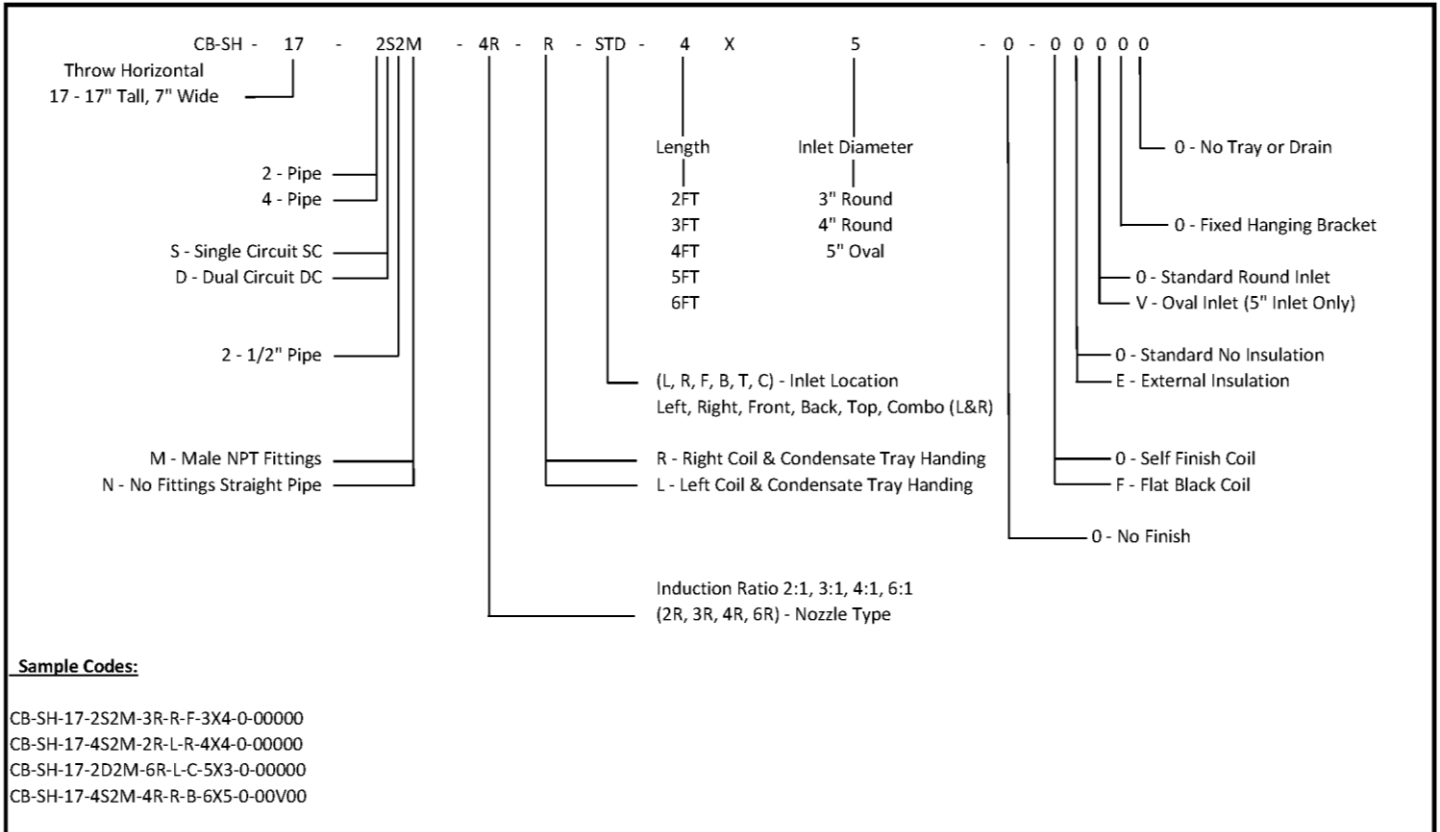 CB-SH - 17 - 2S2M - 4R - R - STD - 4 X 5 - 0 - 0 0 0 0 0
Throw Horizontal
17 - 17" Tall, 7" Wide
Length
Inlet Diameter
0 - No Tray or Drain
2 - Pipe
4 - Pipe
2FT
3FT
4FT
5FT
6FT
3" Round
4" Round
5" Oval
0 - Fixed Hanging Bracket
S - Single Circuit SC
D - Dual Circuit DC
0 - Standard Round Inlet
V - Oval Inlet (5" Inlet Only)
2 - 1/2" Pipe
0 - Standard No Insulation
E - External Insulation
(L, R, F, B, T, C) - Inlet Location
Left, Right, Front, Back, Top, Combo (L&R)
M - Male NPT Fittings
N - No Fittings Straight Pipe
R - Right Coil & Condensate Tray Handing
L - Left Coil & Condensate Tray Handing
0 - Self Finish Coil
F - Flat Black Coil
0 - No Finish
Induction Ratio 2:1, 3:1, 4:1, 6:1
(2R, 3R, 4R, 6R) - Nozzle Type
Sample Codes:
CB-SH-17-2S2M-3R-R-F-3X4-0-00000
CB-SH-17-4S2M-2R-L-R-4X4-0-00000
CB-SH-17-2D2M-6R-L-C-5X3-0-00000
CB-SH-17-4S2M-4R-R-B-6X5-0-00V00